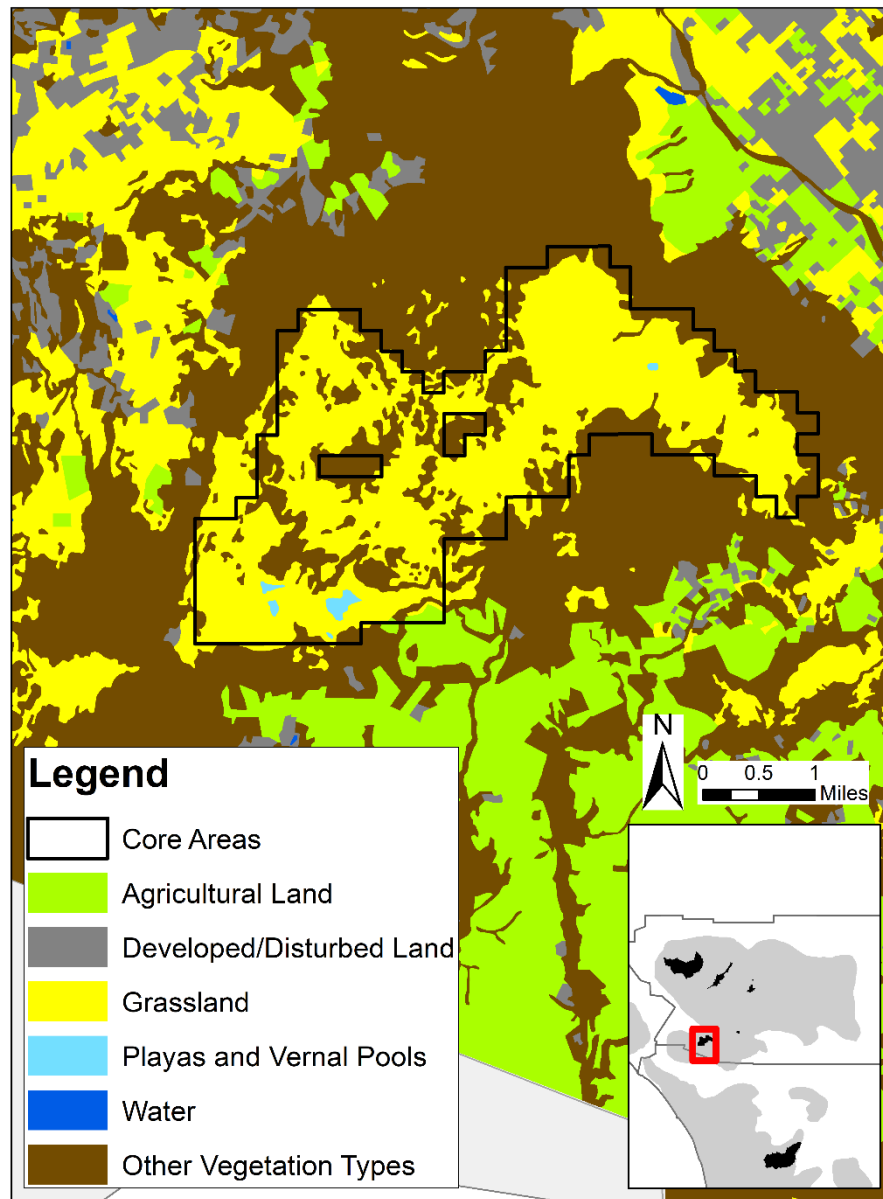 N
0 0.5 1
Miles
Legend
Core Areas
Agricultural Land
Developed/Disturbed Land
Grassland
Playas and Vernal Pools
Water
Other Vegetation Types